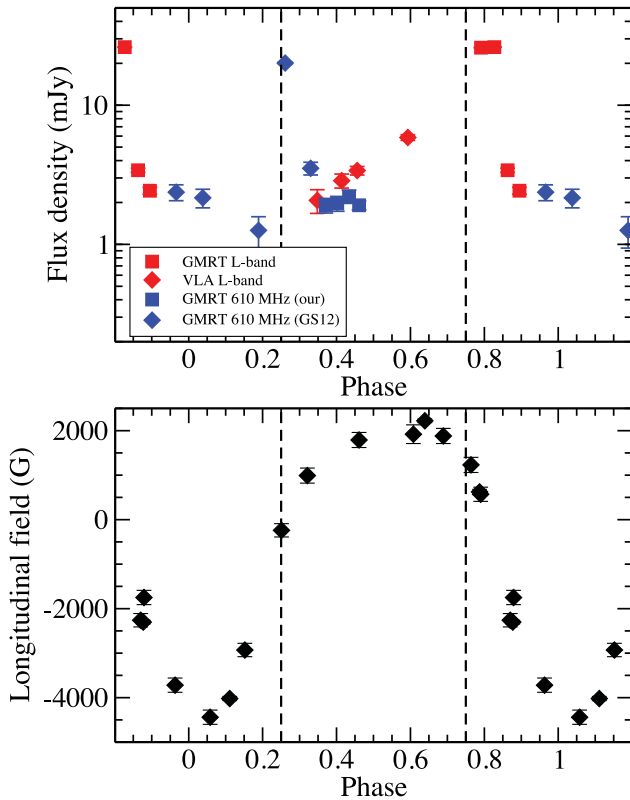 Flux density (mJy)
10
1
GMRT L-band
VLA L-band
GMRT 610 MHz (our)
GMRT 610 MHz (GS12)
0 0.2 0.4 0.6 0.8 1
Phase
Longitudinal field (G)
2000
0
-2000
-4000
0 0.2 0.4 0.6 0.8 1
Phase